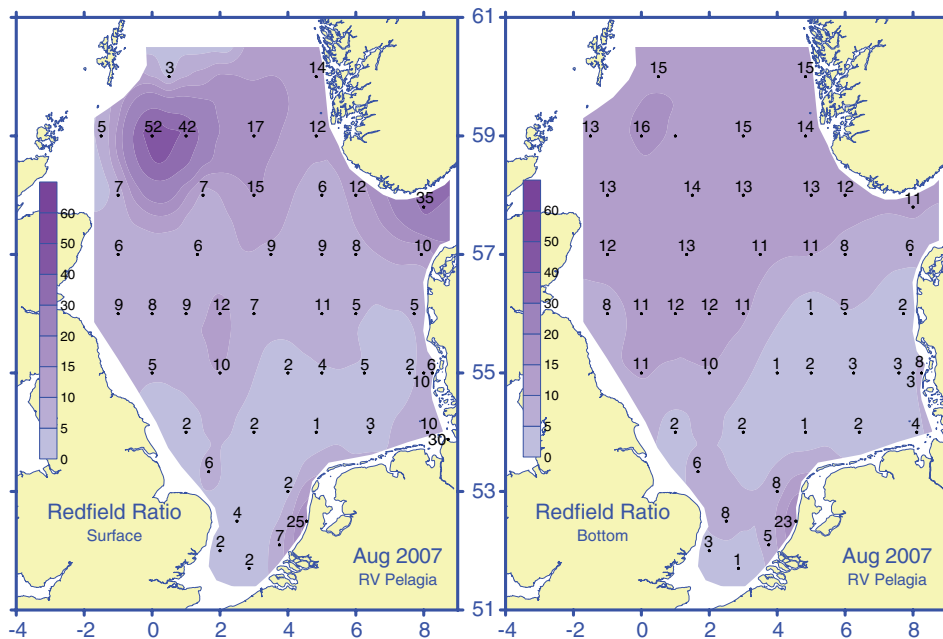 61
59
57
55
53
51
-4 -2 0 2 4 6 8
-4 -2 0 2 4 6 8
60
50
40
30
20
15
10
5
0
60
50
40
30
20
15
10
5
0
3 14
5 52 42 17 12
7 7 15 6 12
35
6 6 9 9 8 10
9 8 9 12 7 11 5 5
5 10 2 4 5 2 6
10
2 2 1 3 10
30
6
2
4 25
7
2
2
Redfield Ratio
Surface
Aug 2007
RV Pelagia
15 15
13 16 15 14
13 14 13 13 12
11
12 13 11 11 8 6
8 11 12 12 11 1 5 2
11 10 1 2 3 3 8
3
2 2 1 2 4
6
8
8 23
5
3
1
Redfield Ratio
Bottom
Aug 2007
RV Pelagia